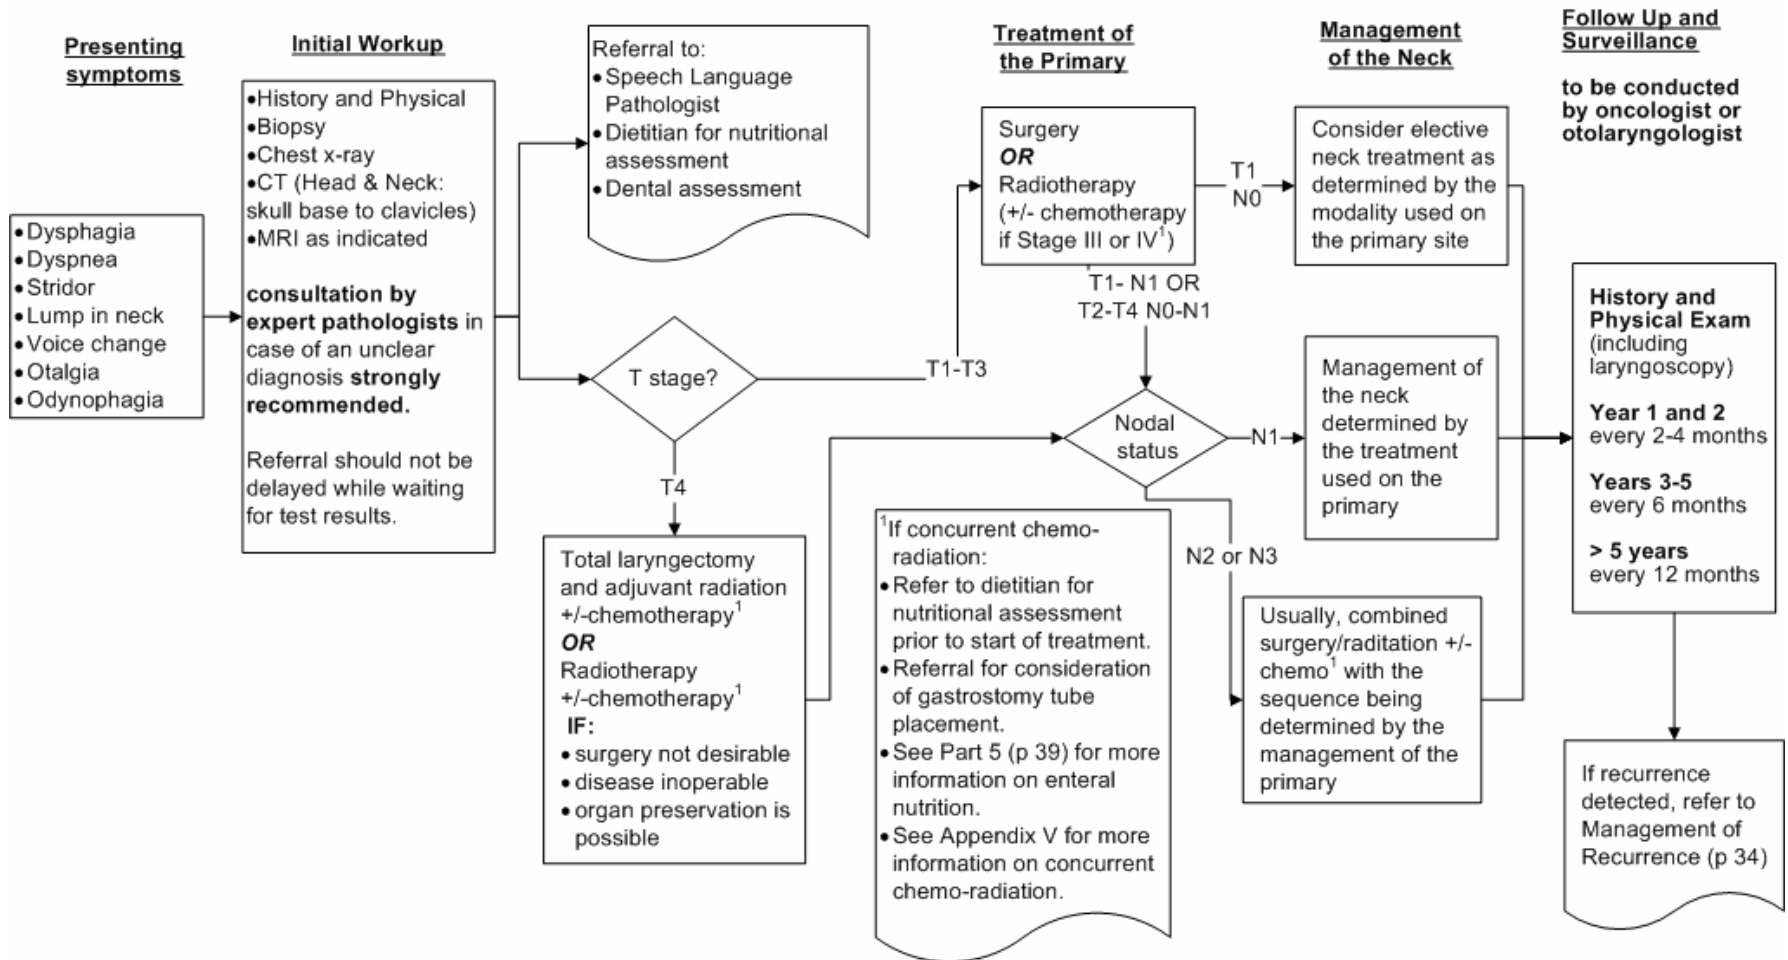 Presenting
symptoms
Initial Workup
Treatment of
the Primary
Management
of the Neck
Follow Up and
Surveillance
to be conducted
by oncologist or
otolaryngologist
•Dysphagia
•Dyspnea
•Stridor
•Lump in neck
•Voice change
•Otalgia
•Odynophagia
•History and Physical
•Biopsy
•Chest x-ray
•CT (Head & Neck:
skull base to clavicles)
•MRI as indicated
consultation by
expert pathologists in
case of an unclear
diagnosis strongly
recommended.
Referral should not be
delayed while waiting
for test results.
Referral to:
•Speech Language
Pathologist
•Dietitian for nutritional
assessment
•Dental assessment
T stage?
T1-T3
T4
Total laryngectomy
and adjuvant radiation
+/-chemotherapy¹
OR
Radiotherapy
+/-chemotherapy¹
IF:
• surgery not desirable
• disease inoperable
• organ preservation is
possible
Surgery
OR
Radiotherapy
(+/- chemotherapy
if Stage III or IV¹)
T1
N0
T1- N1 OR
T2-T4 N0-N1
Nodal
status
N1
N2 or N3
¹If concurrent chemo-
radiation:
• Refer to dietitian for
nutritional assessment
prior to start of treatment.
•Referral for consideration
of gastrostomy tube
placement.
•See Part 5 (p 39) for more
information on enteral
nutrition.
•See Appendix V for more
information on concurrent
chemo-radiation.
Consider elective
neck treatment as
determined by the
modality used on
the primary site
Management of
the neck
determined by
the treatment
used on the
primary
Usually, combined
surgery/raditation +/-
chemo¹ with the
sequence being
determined by the
management of the
primary
History and
Physical Exam
(including
laryngoscopy)
Year 1 and 2
every 2-4 months
Years 3-5
every 6 months
> 5 years
every 12 months
If recurrence
detected, refer to
Management of
Recurrence (p 34)